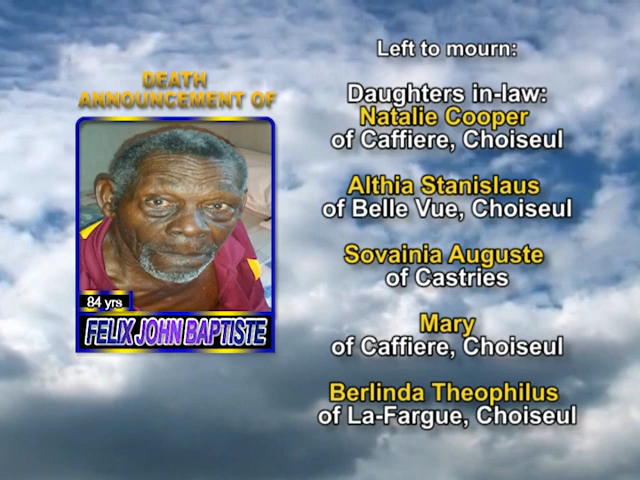 DEATH
ANNOUNCEMENT OF
84 yrs
FELIX JOHN BAPTISTE
Left to mourn:
Daughters in-law:
Natalie Cooper
of Caffiere, Choiseul
Althia Stanislaus
of Belle Vue, Choiseul
Sovainia Auguste
of Castries
Mary
of Caffiere, Choiseul
Berlinda Theophilus
of La-Fargue, Choiseul